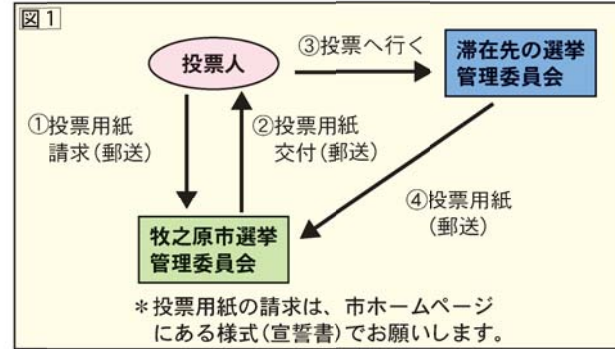 図1
投票人
③投票へ行く
滞在先の選挙
管理委員会
①投票用紙
請求(郵送)
②投票用紙
交付(郵送)
④投票用紙
(郵送)
牧之原市選挙
管理委員会
*投票用紙の請求は、市ホームページ
にある様式(宣誓書)でお願いします。